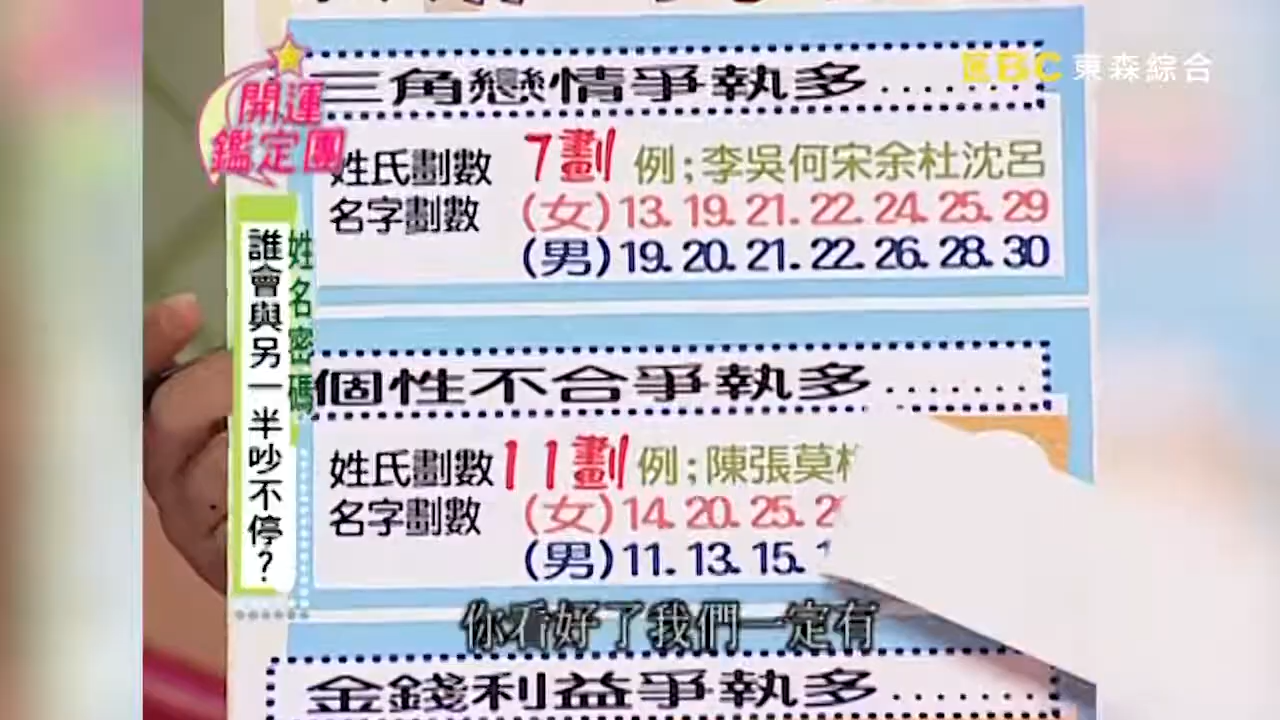 三角戀情爭執多......
EBC 東森綜合
開運
鑑定團
姓氏劃數 7劃 例;李吳何宋余杜沈呂
名字劃數 (女)13.19.21.22.24.25.29
(男)19.20.21.22.26.28.30
姓名密碼
誰會與另一半吵不停?
個性不合爭執多......
姓氏劃數 11劃 例;陳張莫
名字劃數 (女)14.20.25.
(男)11.13.15.
你看好了我們一定有
金錢利益爭執多......